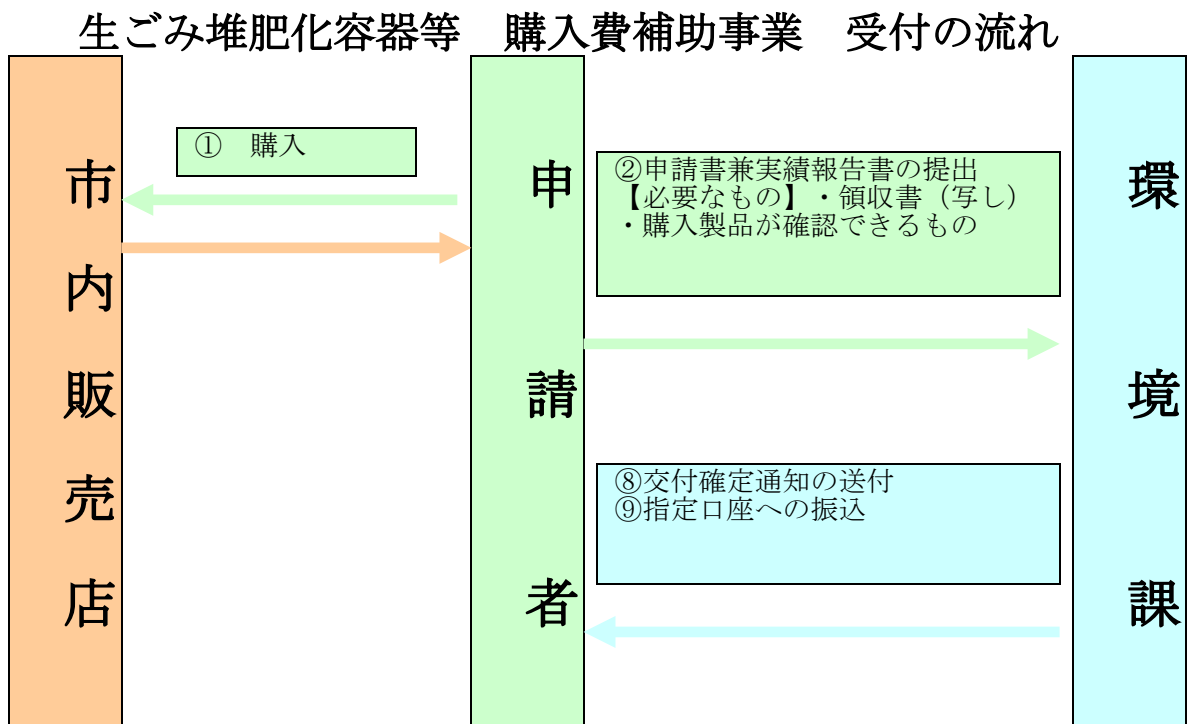 生ごみ堆肥化容器等　購入費補助事業　受付の流れ
市内販売店
①　購入
申請者
②申請書兼実績報告書の提出
【必要なもの】・領収書（写し）
・購入製品が確認できるもの
⑧交付確定通知の送付
⑨指定口座への振込
環境課